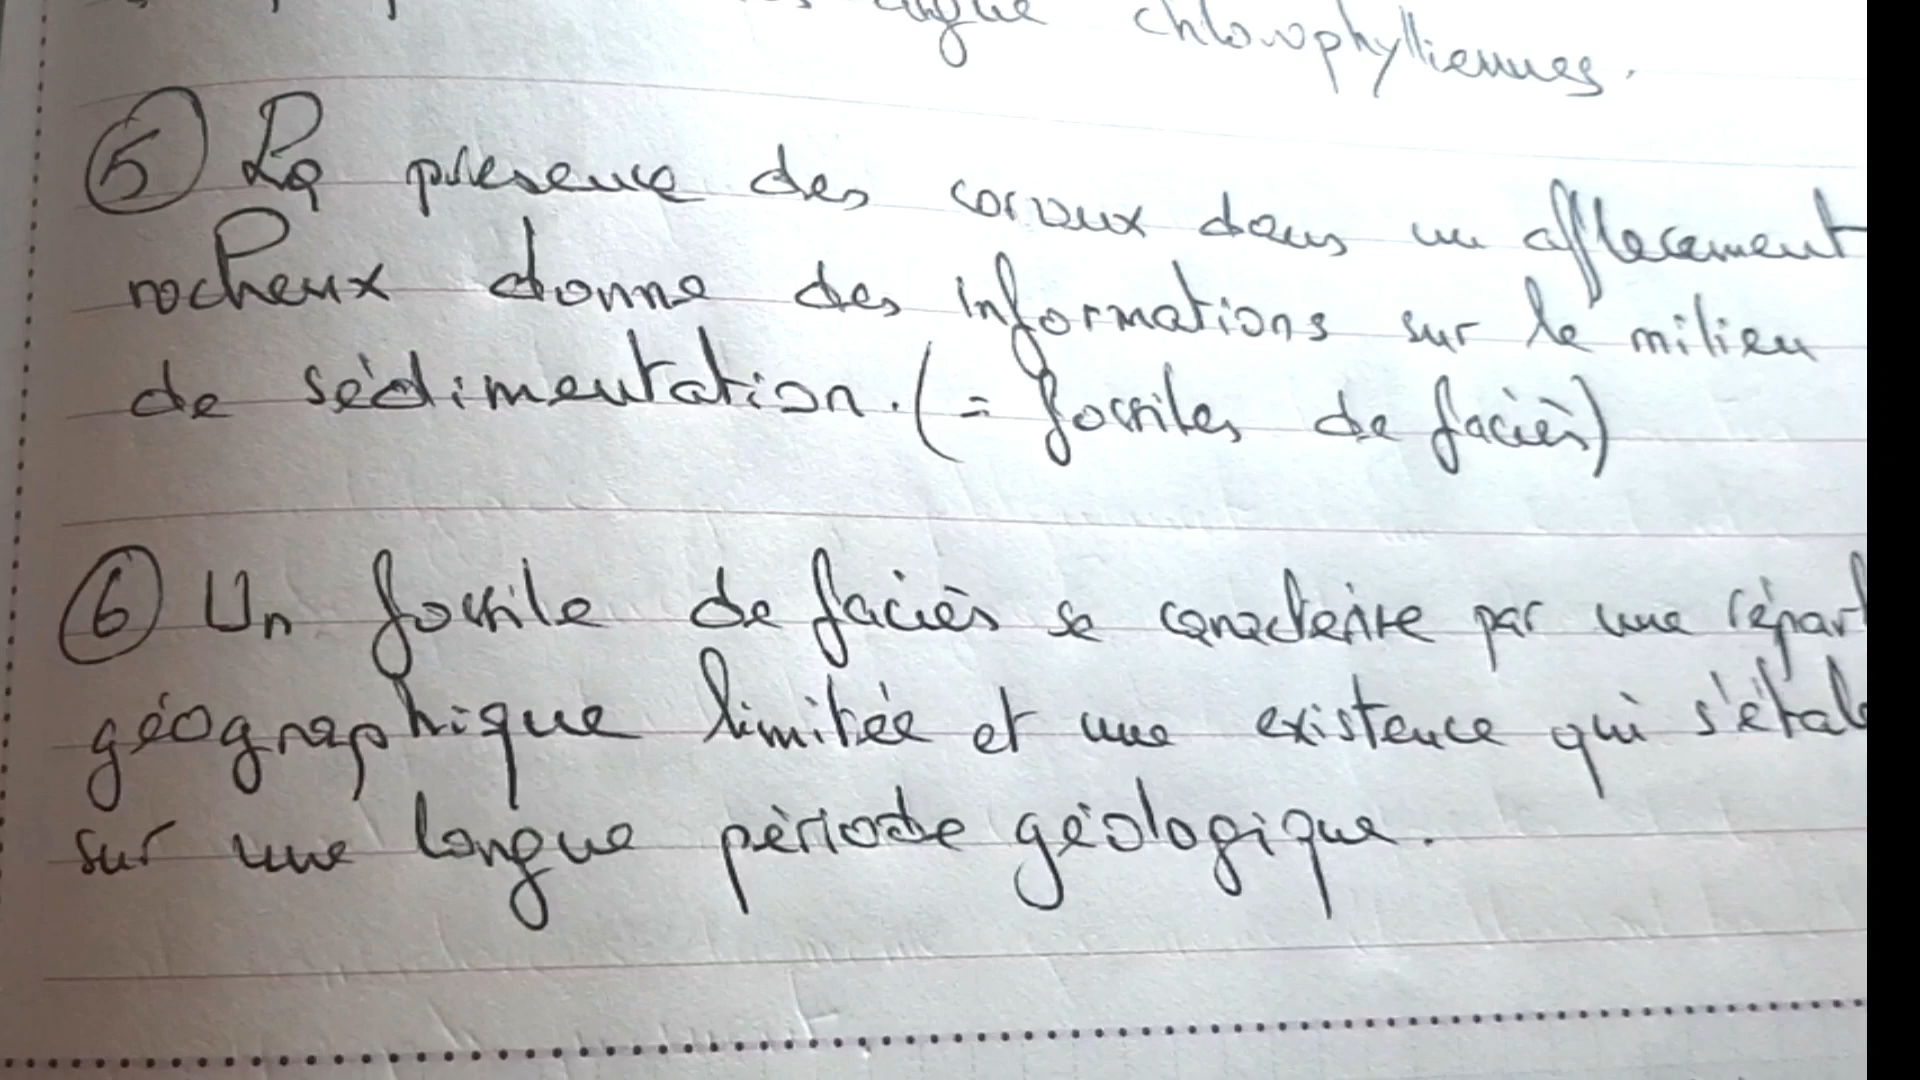 chlorophylliennes.
⑤ La présence des coraux dans un affleurement
rocheux donne des informations sur le milieu
de sédimentation. (= fossiles de faciès)
⑥ Un fossile de faciès se caractérise par une répart
géographique limitée et une existence qui s'étale
sur une longue période géologique.